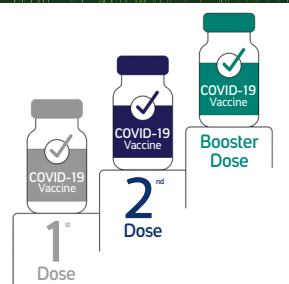 COVID-19
Vaccine
1st
Dose
COVID-19
Vaccine
2nd
Dose
COVID-19
Vaccine
Booster
Dose